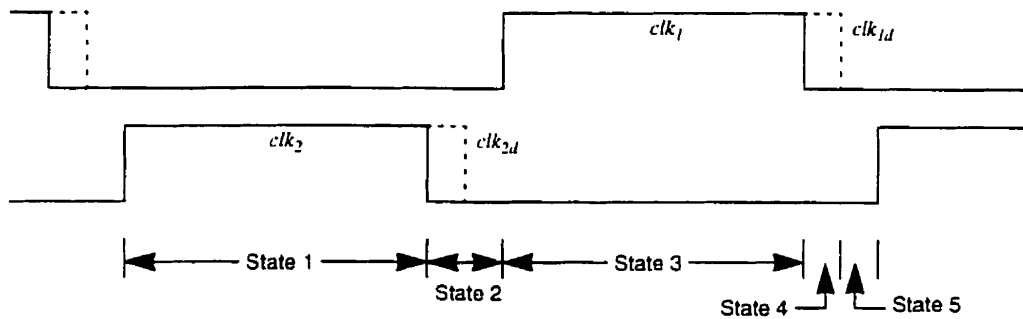 clk1
clk1d
clk2
clk2d
State 1
State 2
State 3
State 4
State 5